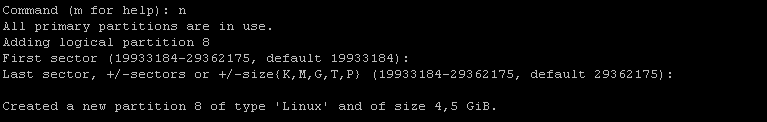 Command (m for help): n
All primary partitions are in use.
Adding logical partition 8
First sector (19933184-29362175, default 19933184):
Last sector, +/-sectors or +/-size{K,M,G,T,P} (19933184-29362175, default 29362175):
Created a new partition 8 of type 'Linux' and of size 4,5 GiB.